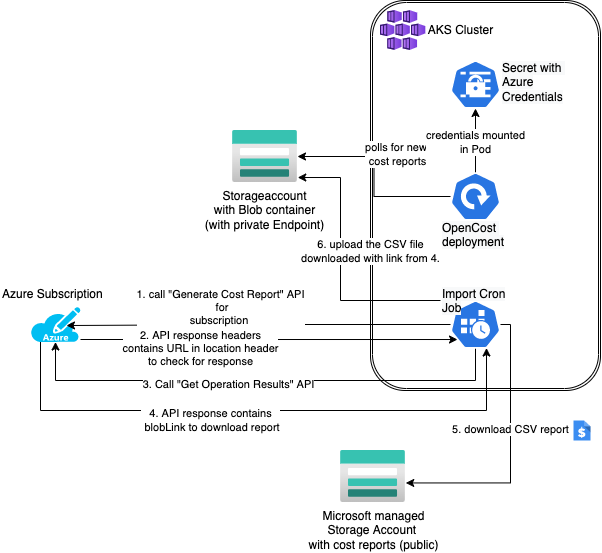 AKS Cluster
Secret with
Azure
Credentials
polls for new
cost reports
credentials mounted
in Pod
Storageaccount
with Blob container
(with private Endpoint)
OpenCost
deployment
6. upload the CSV file
downloaded with link from 4.
Azure Subscription
1. call "Generate Cost Report" API
for
subscription
Import Cron
Job
Azure
2. API response headers
contains URL in location header
to check for response
3. Call "Get Operation Results" API
4. API response contains
blobLink to download report
5. download CSV report
$
Microsoft managed
Storage Account
with cost reports (public)